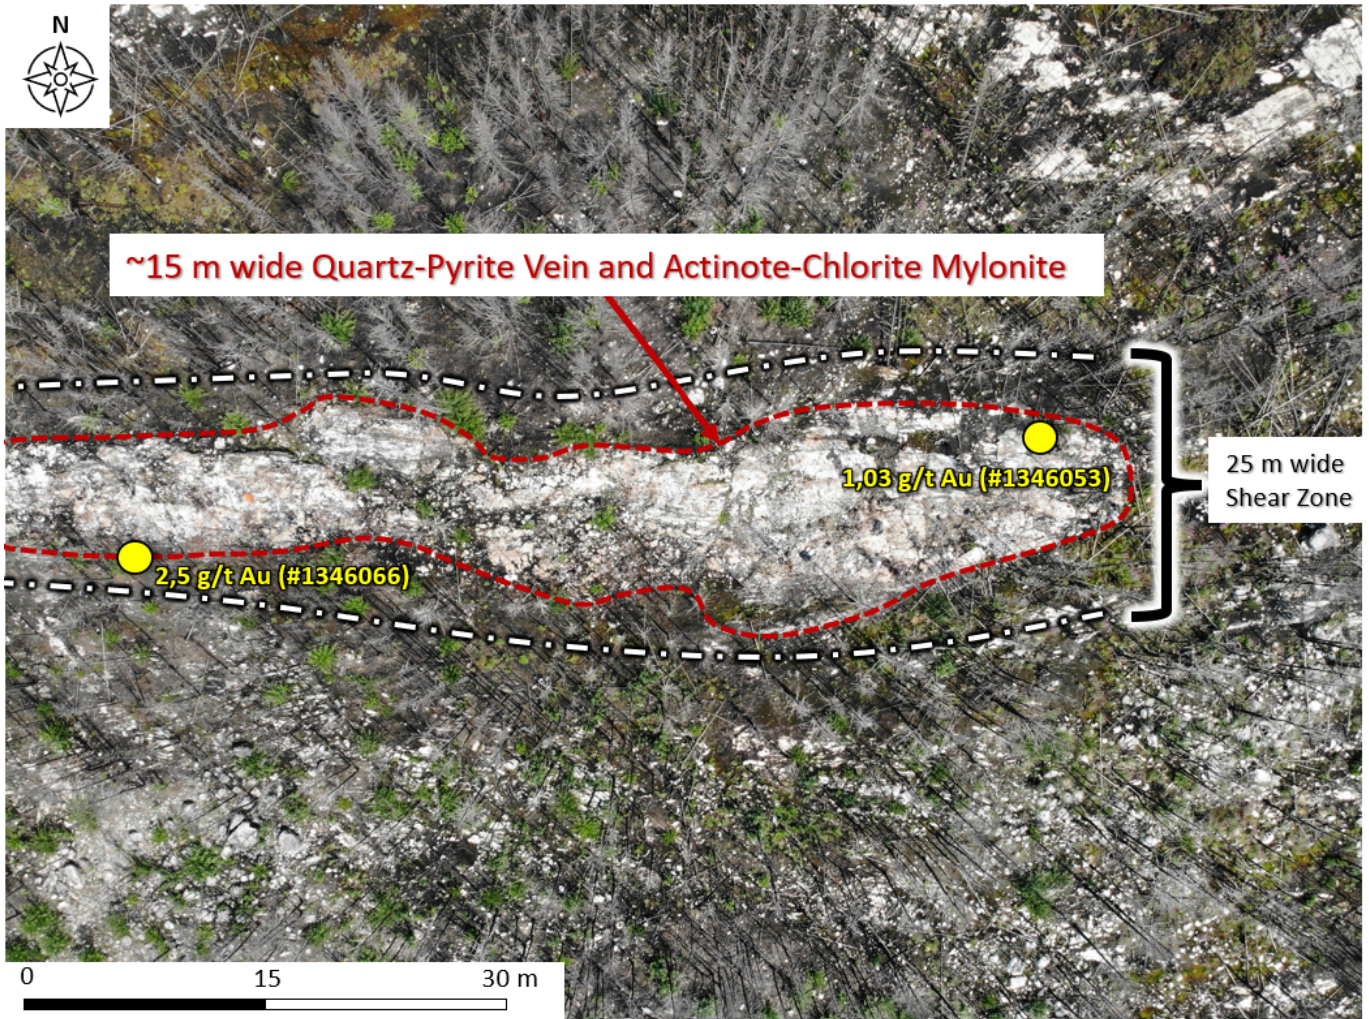 N
~15 m wide Quartz-Pyrite Vein and Actinote-Chlorite Mylonite
1,03 g/t Au (#1346053)
25 m wide
Shear Zone
2,5 g/t Au (#1346066)
0 15 30 m